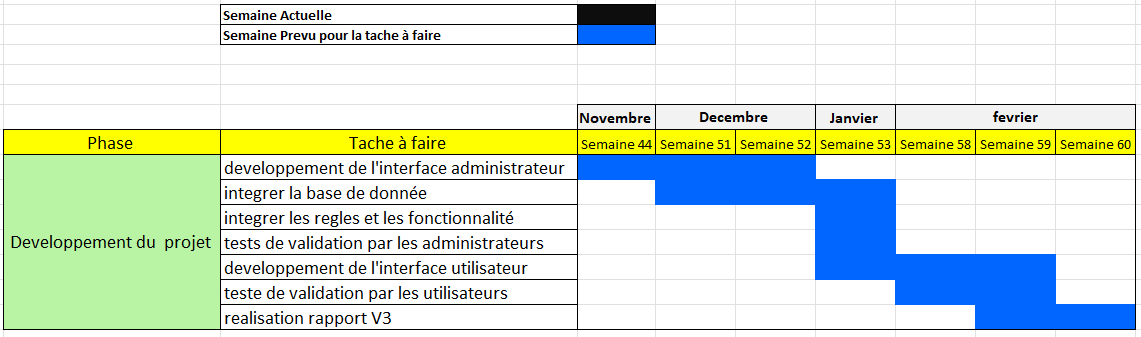 Semaine Actuelle
Semaine Prevu pour la tache à faire
Novembre Decembre Janvier fevrier
Phase Tache à faire Semaine 44 Semaine 51 Semaine 52 Semaine 53 Semaine 58 Semaine 59 Semaine 60
developpement de l'interface administrateur
integrer la base de donnée
integrer les regles et les fonctionnalité
Developpement du projet tests de validation par les administrateurs
developpement de l'interface utilisateur
teste de validation par les utilisateurs
realisation rapport V3